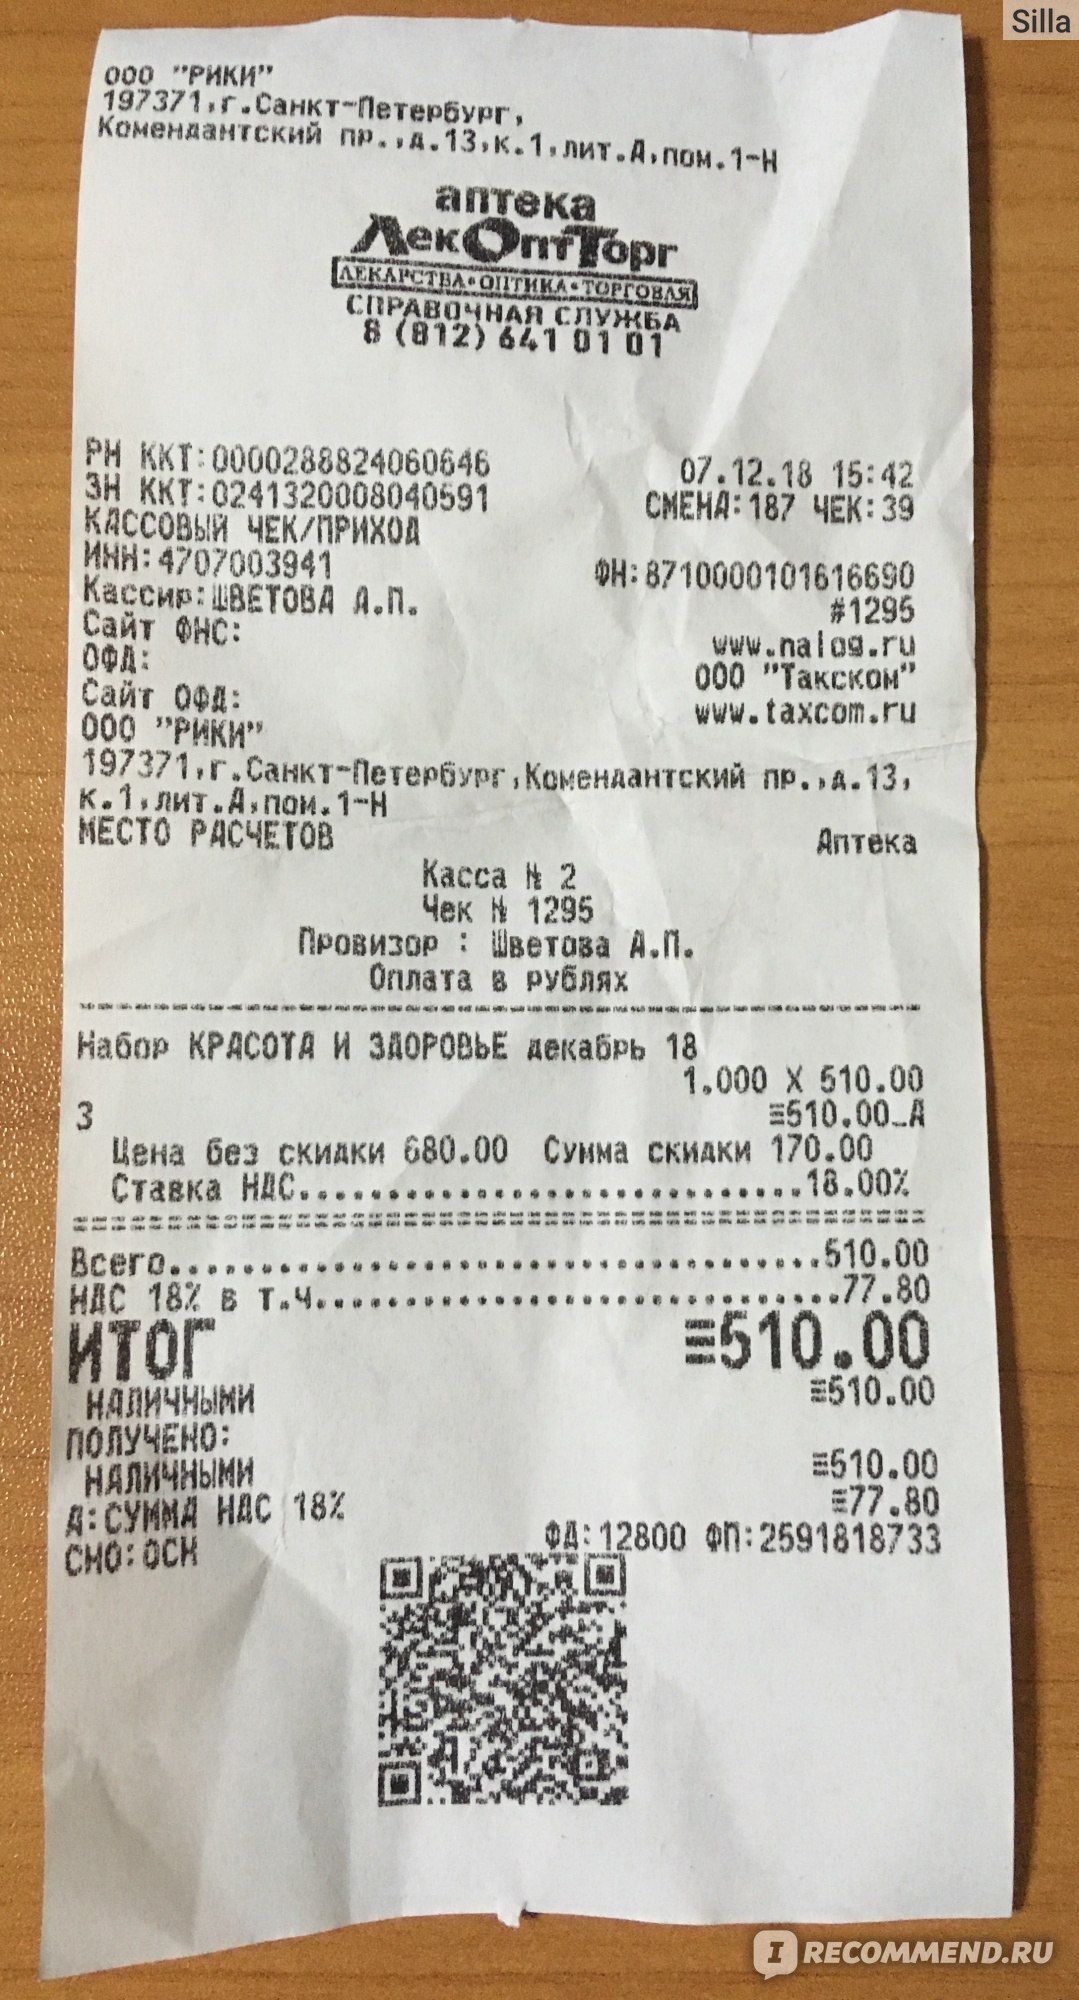 Silla
ООО "РИКИ"
197371,г.Санкт-Петербург,
Комендантский пр.,д.13,к.1,лит.А,пом.1-Н
аптека
ЛекОптТорг
ЛЕКАРСТВА•ОПТИКА•ТОРГОВАЯ
СПРАВОЧНАЯ СЛУЖБА
8 (812) 641 01 01
РН ККТ:0000288824060646 07.12.18 15:42
ЗН ККТ:0241320008040591 СМЕНА:187 ЧЕК:39
КАССОВЫЙ ЧЕК/ПРИХОД
ИНН:4707003941 ФН:8710000101616690
Кассир:ШВЕТОВА А.П. #1295
Сайт ФНС: www.nalog.ru
ОФД: ООО "Такском"
Сайт ОФД: www.taxcom.ru
ООО "РИКИ"
197371,г.Санкт-Петербург,Комендантский пр.,д.13,
к.1,лит.А,пом.1-Н
МЕСТО РАСЧЕТОВ Аптека
Касса № 2
Чек № 1295
Провизор : Шветова А.П.
Оплата в рублях
Набор КРАСОТА И ЗДОРОВЬЕ декабрь 18
1.000 X 510.00
3 ≡510.00_А
Цена без скидки 680.00 Сумма скидки 170.00
Ставка НДС..............................18.00%
Всего.....................................510.00
НДС 18% в т.ч..............................77.80
ИТОГ ≡510.00
НАЛИЧНЫМИ ≡510.00
ПОЛУЧЕНО:
НАЛИЧНЫМИ ≡510.00
А:СУММА НДС 18% ≡77.80
СНО:ОСН ФД:12800 ФП:2591818733
I RECOMMEND.RU